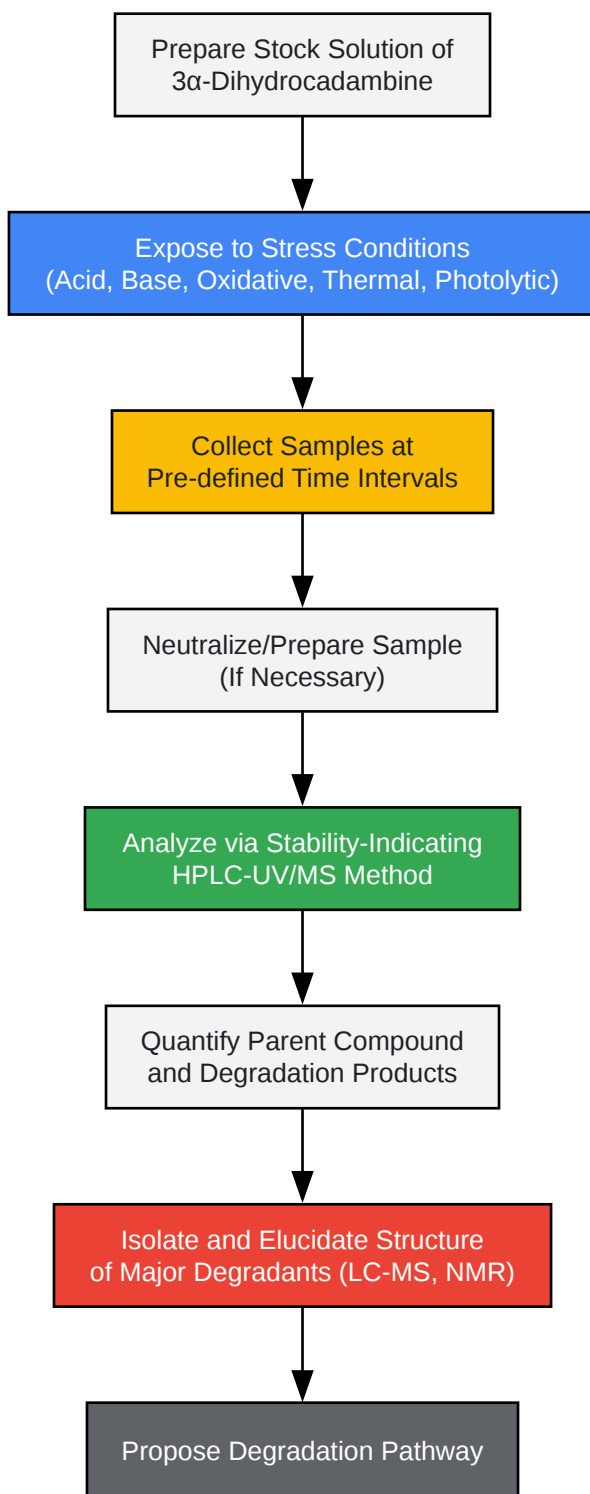 Prepare Stock Solution of
3α-Dihydrocadambine
Expose to Stress Conditions
(Acid, Base, Oxidative, Thermal, Photolytic)
Collect Samples at
Pre-defined Time Intervals
Neutralize/Prepare Sample
(If Necessary)
Analyze via Stability-Indicating
HPLC-UV/MS Method
Quantify Parent Compound
and Degradation Products
Isolate and Elucidate Structure
of Major Degradants (LC-MS, NMR)
Propose Degradation Pathway